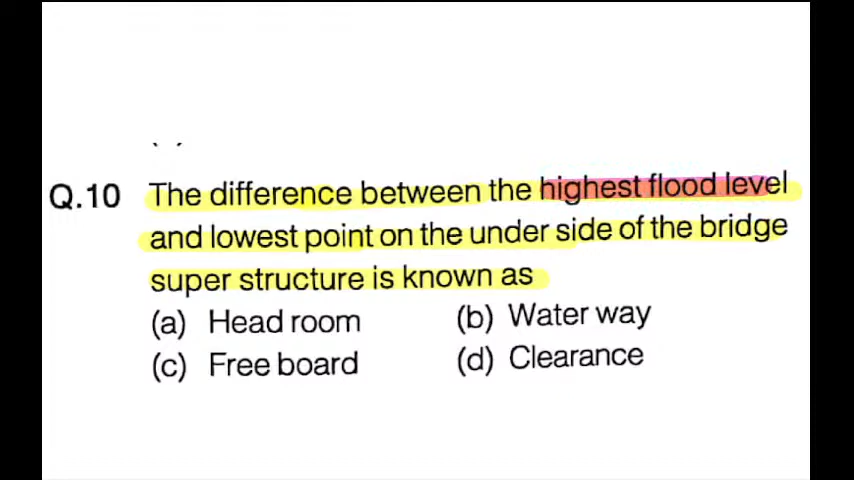 Q.10 The difference between the highest flood level
and lowest point on the under side of the bridge
super structure is known as
(a) Head room (b) Water way
(c) Free board (d) Clearance